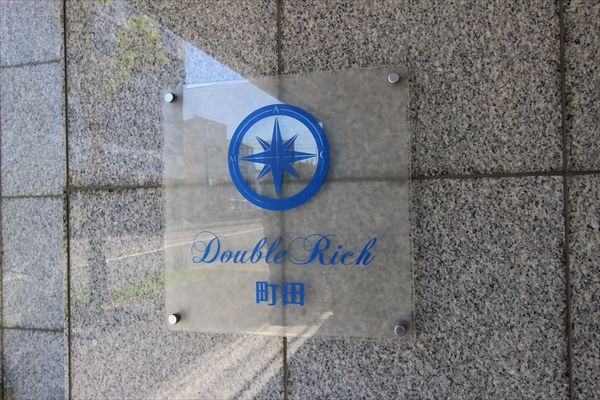 M A C
Double Rich
町田